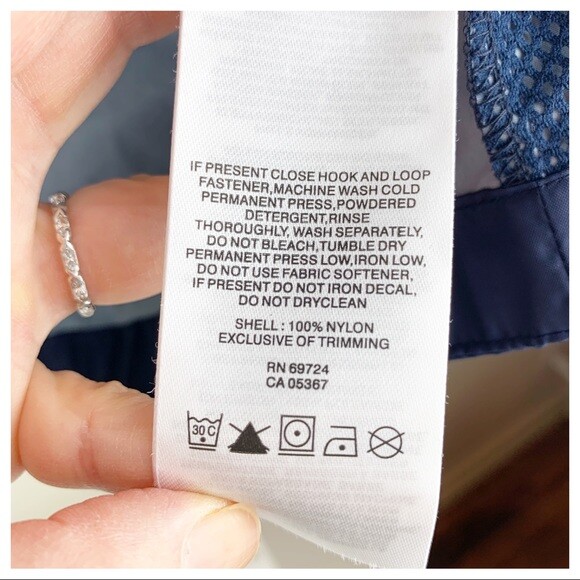 IF PRESENT CLOSE HOOK AND LOOP
FASTENER,MACHINE WASH COLD
PERMANENT PRESS,POWDERED
DETERGENT,RINSE
THOROUGHLY, WASH SEPARATELY,
DO NOT BLEACH,TUMBLE DRY
PERMANENT PRESS LOW,IRON LOW,
DO NOT USE FABRIC SOFTENER,
IF PRESENT DO NOT IRON DECAL,
DO NOT DRYCLEAN
SHELL : 100% NYLON
EXCLUSIVE OF TRIMMING
RN 69724
CA 05367
30 C